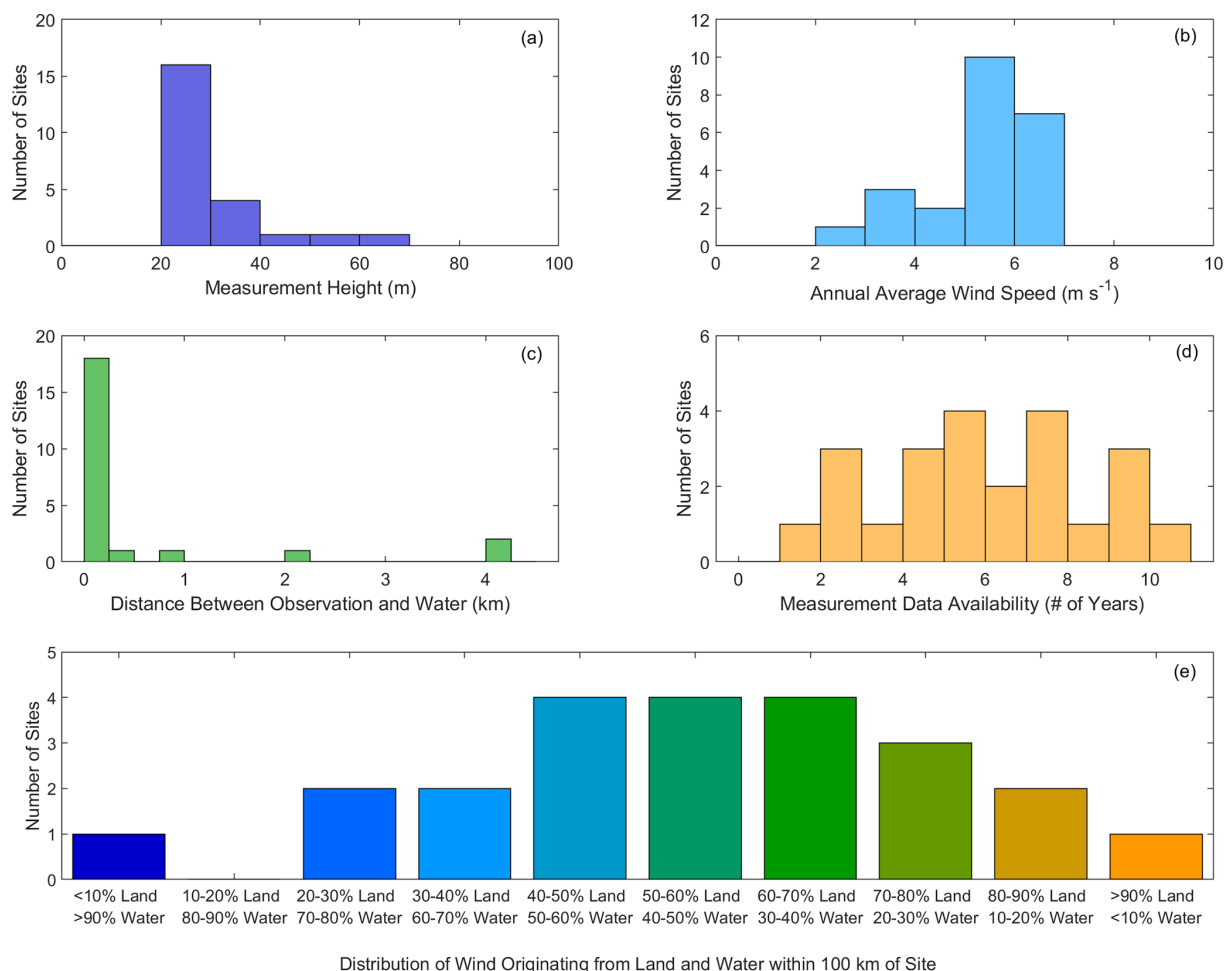 (a)
Number of Sites
20
15
10
5
0
0 20 40 60 80 100
Measurement Height (m)
(b)
Number of Sites
12
10
8
6
4
2
0
0 2 4 6 8 10
Annual Average Wind Speed (m s-1)
(c)
Number of Sites
20
15
10
5
0
0 1 2 3 4
Distance Between Observation and Water (km)
(d)
Number of Sites
6
4
2
0
0 2 4 6 8 10
Measurement Data Availability (# of Years)
(e)
Number of Sites
5
4
3
2
1
0
<10% Land 10-20% Land 20-30% Land 30-40% Land 40-50% Land 50-60% Land 60-70% Land 70-80% Land 80-90% Land >90% Land
>90% Water 80-90% Water 70-80% Water 60-70% Water 50-60% Water 40-50% Water 30-40% Water 20-30% Water 10-20% Water <10% Water
Distribution of Wind Originating from Land and Water within 100 km of Site